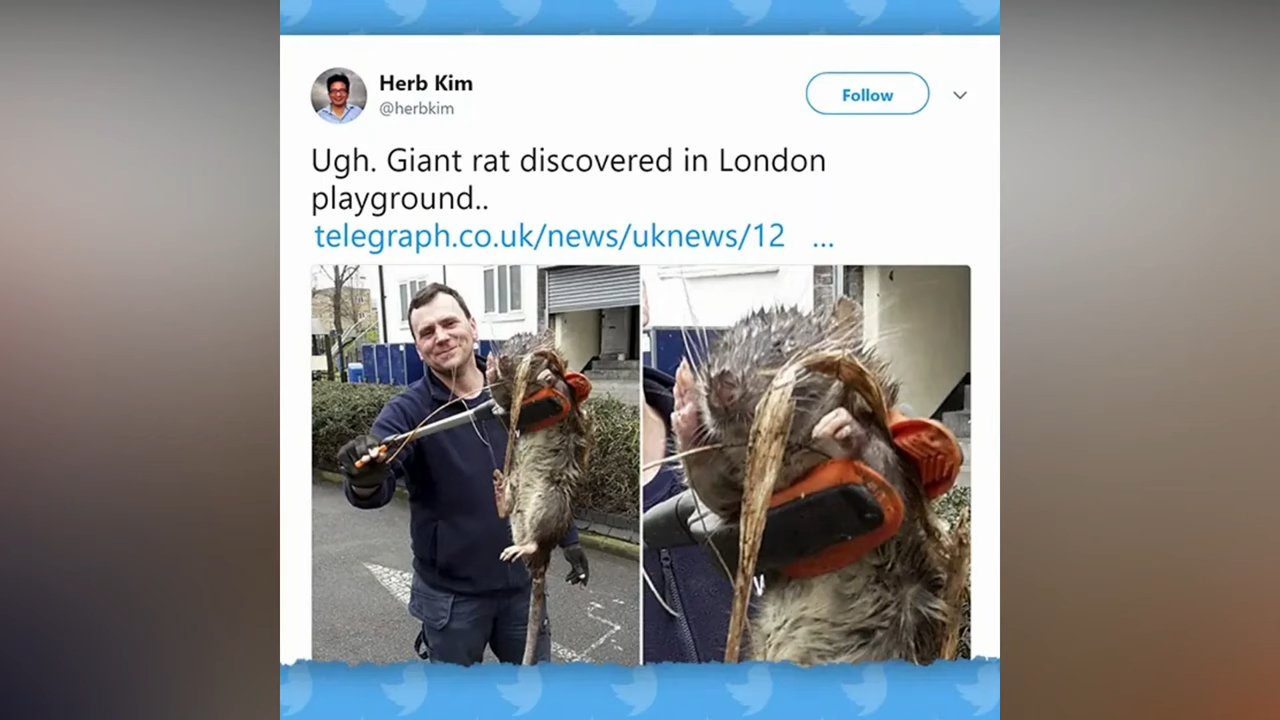 Herb Kim
@herbkim
Follow
Ugh. Giant rat discovered in London
playground..
telegraph.co.uk/news/uknews/12 ...